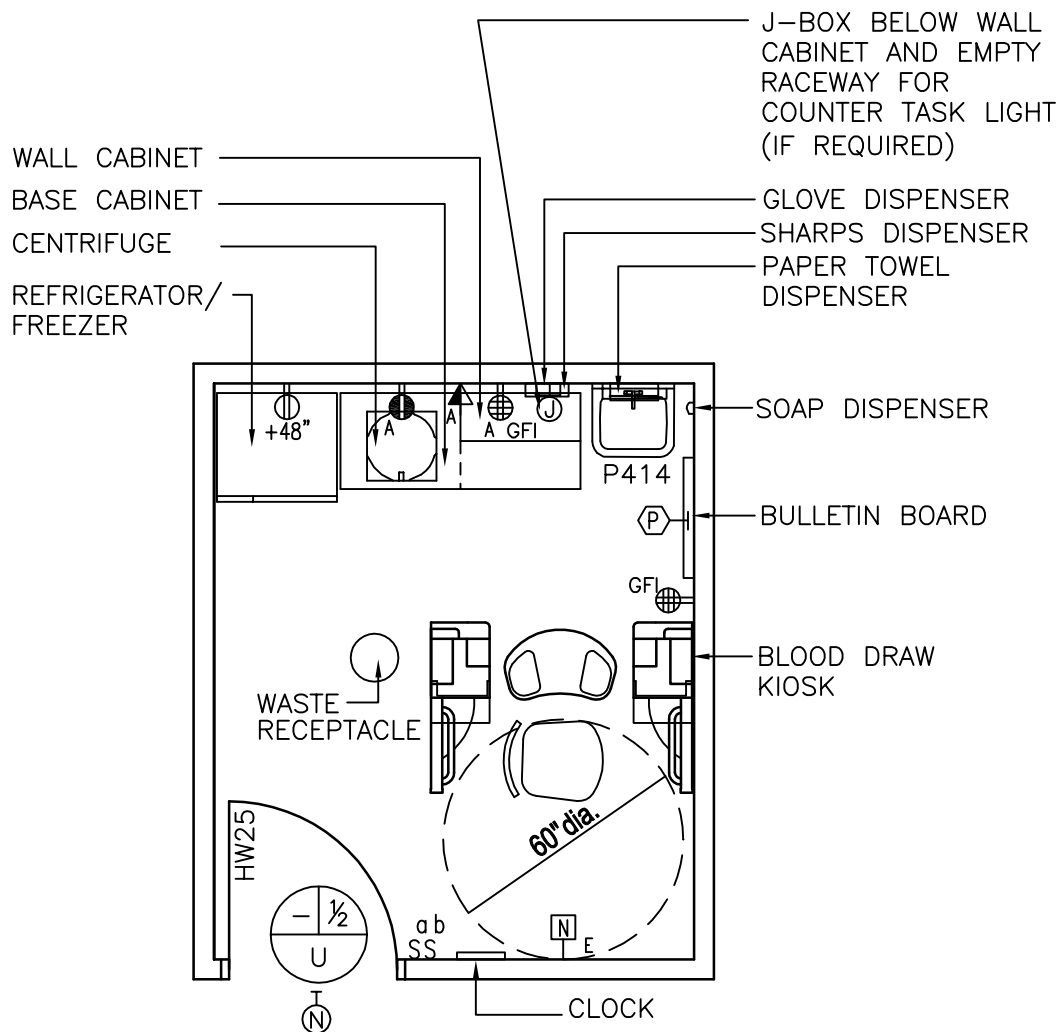 J-BOX BELOW WALL
CABINET AND EMPTY
RACEWAY FOR
COUNTER TASK LIGHT
(IF REQUIRED)
WALL CABINET
BASE CABINET
CENTRIFUGE
REFRIGERATOR/
FREEZER
GLOVE DISPENSER
SHARPS DISPENSER
PAPER TOWEL
DISPENSER
+48"
A
A
A
GFI
J
P414
SOAP DISPENSER
P
BULLETIN BOARD
GFI
BLOOD DRAW
KIOSK
WASTE
RECEPTACLE
60"dia.
HW25
- ½
U
N
ab
SS
N
E
CLOCK